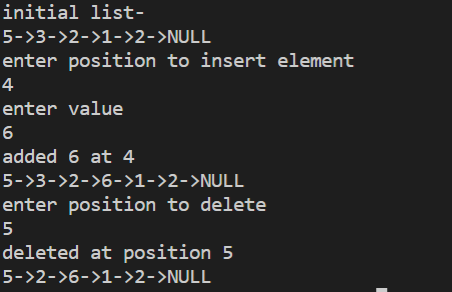 initial list-
5->3->2->1->2->NULL
enter position to insert element
4
enter value
6
added 6 at 4
5->3->2->6->1->2->NULL
enter position to delete
5
deleted at position 5
5->2->6->1->2->NULL